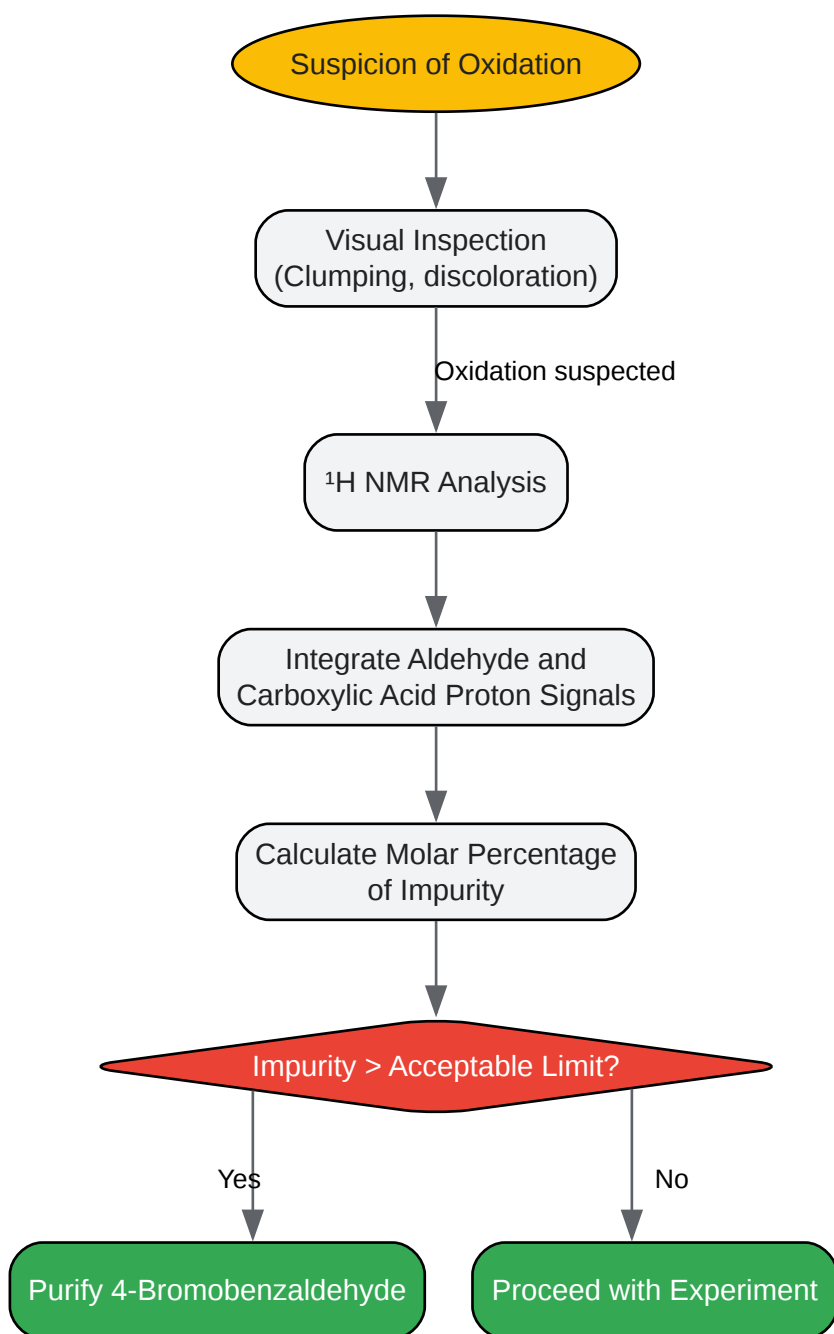 Suspicion of Oxidation
Visual Inspection
(Clumping, discoloration)
Oxidation suspected
¹H NMR Analysis
Integrate Aldehyde and
Carboxylic Acid Proton Signals
Calculate Molar Percentage
of Impurity
Impurity > Acceptable Limit?
Yes
No
Purify 4-Bromobenzaldehyde
Proceed with Experiment